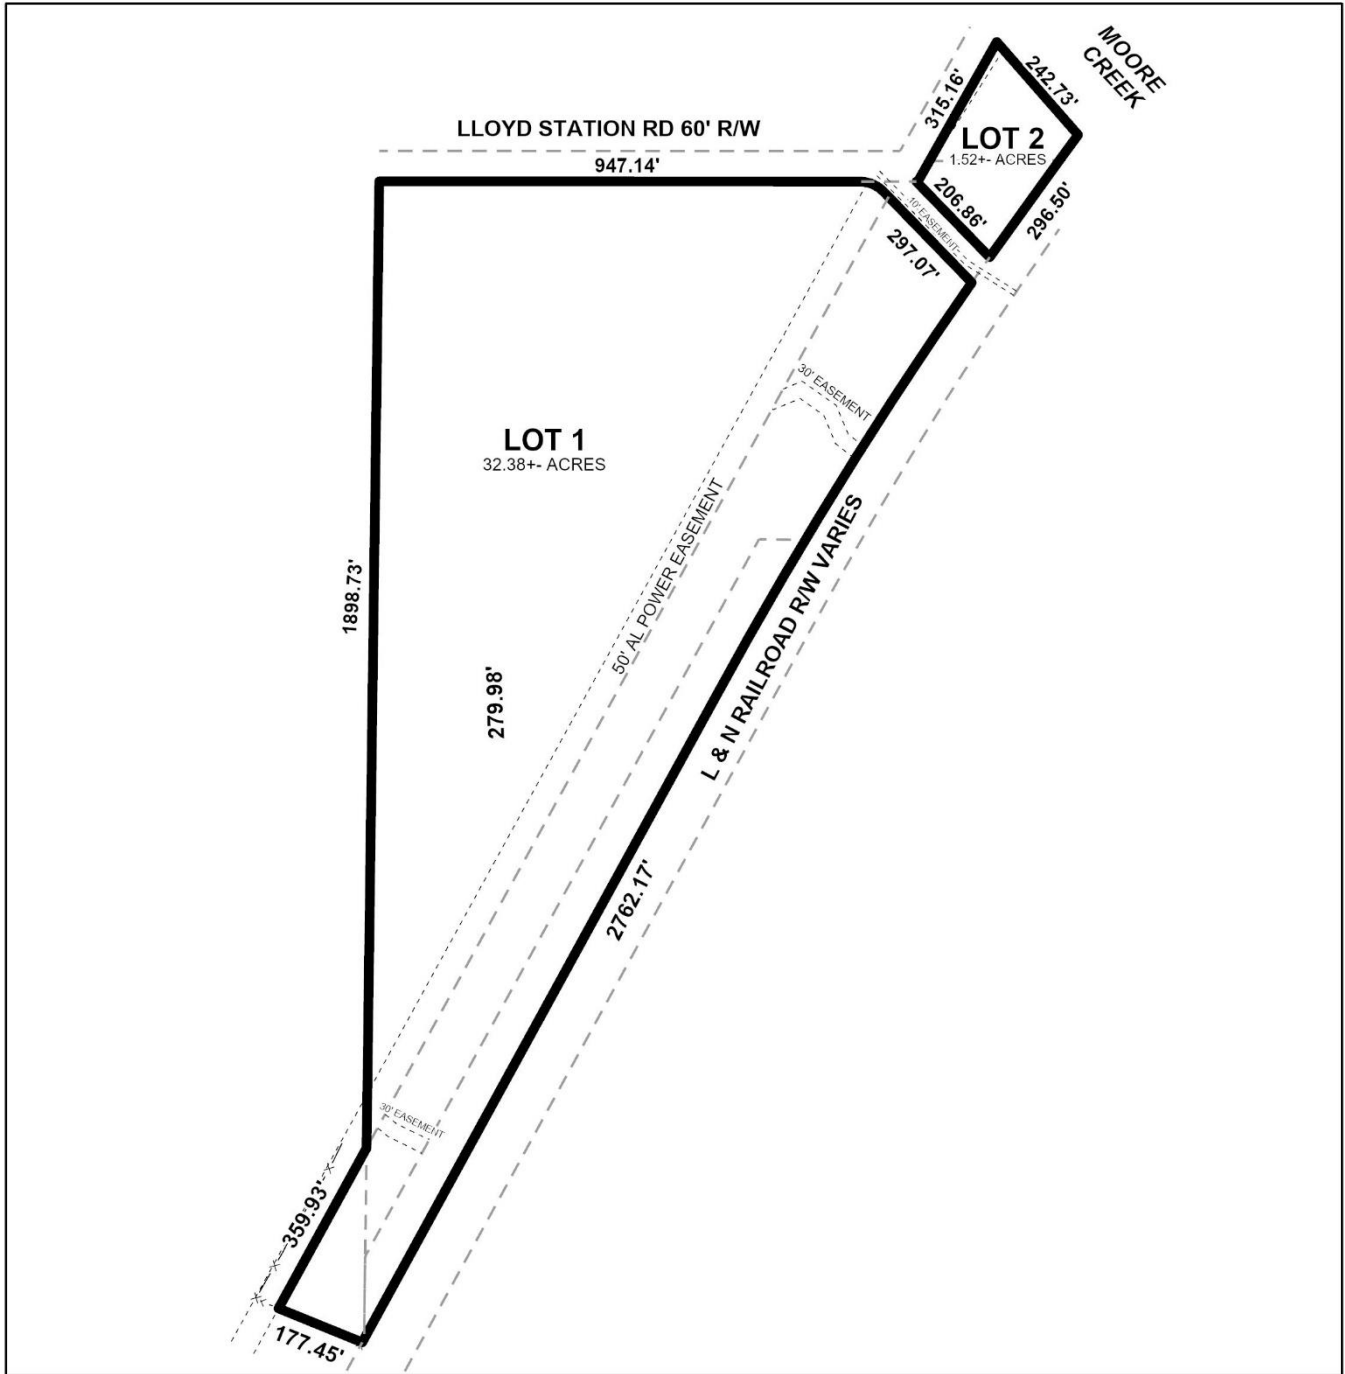 MOORE
CREEK
242.73'
315.16'
LOT 2
1.52+- ACRES
LLOYD STATION RD 60' R/W
947.14'
206.86'
296.50'
10' EASEMENT
297.07'
30' EASEMENT
LOT 1
32.38+- ACRES
50' AL POWER EASEMENT
L & N RAILROAD R/W VARIES
1898.73'
279.98'
2762.17'
30' EASEMENT
359.93'
177.45'